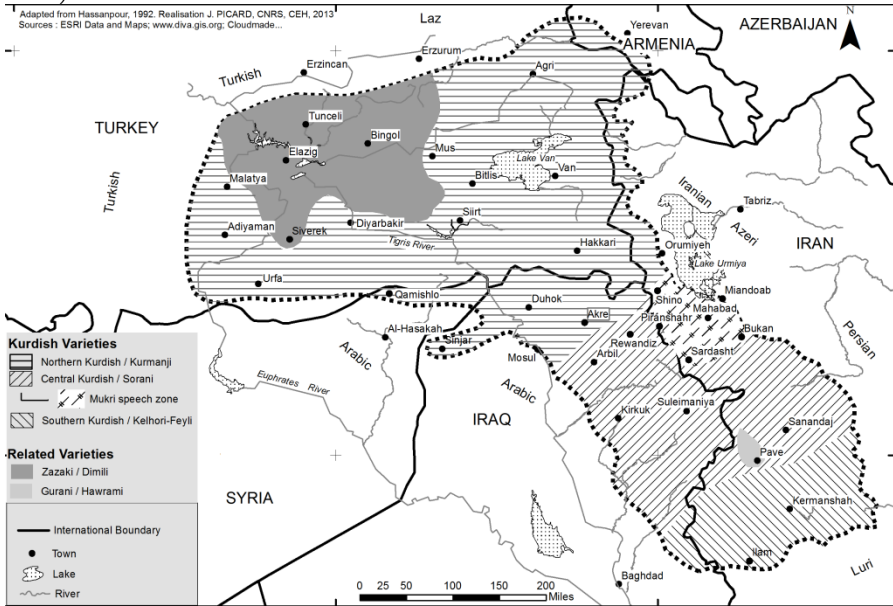 Adapted from Hassanpour, 1992. Realisation J. PICARD, CNRS, CEH, 2013
Sources : ESRI Data and Maps; www.diva.gis.org; Cloudmade...
Laz
Yerevan
N
AZERBAIJAN
ARMENIA
Erzurum
Erzincan
Turkish
Agri
TURKEY
Tunceli
Bingol
Mus
Elazig
Lake Van
Van
Bitlis
Malatya
Turkish
Iranian
Tabriz
Siirt
Azeri
Adiyaman
Diyarbakir
Siverek
Tigris River
Hakkari
Orumiyeh
IRAN
Lake Urmiya
Urfa
Qamishlo
Shino
Miandoab
Duhok
Mahabad
Akre
Piranshahr
Persian
Al-Hasakah
Sinjar
Rewandiz
Bukan
Arabic
Mosul
Arbil
Sardasht
Arabic
Euphrates River
IRAQ
Suleimaniya
Kirkuk
Sanandaj
Pave
SYRIA
Kermanshah
Ilam
Luri
Baghdad
Kurdish Varieties
Northern Kurdish / Kurmanji
Central Kurdish / Sorani
Mukri speech zone
Southern Kurdish / Kelhori-Feyli
Related Varieties
Zazaki / Dimili
Gurani / Hawrami
International Boundary
Town
Lake
River
0 25 50 100 150 200
Miles